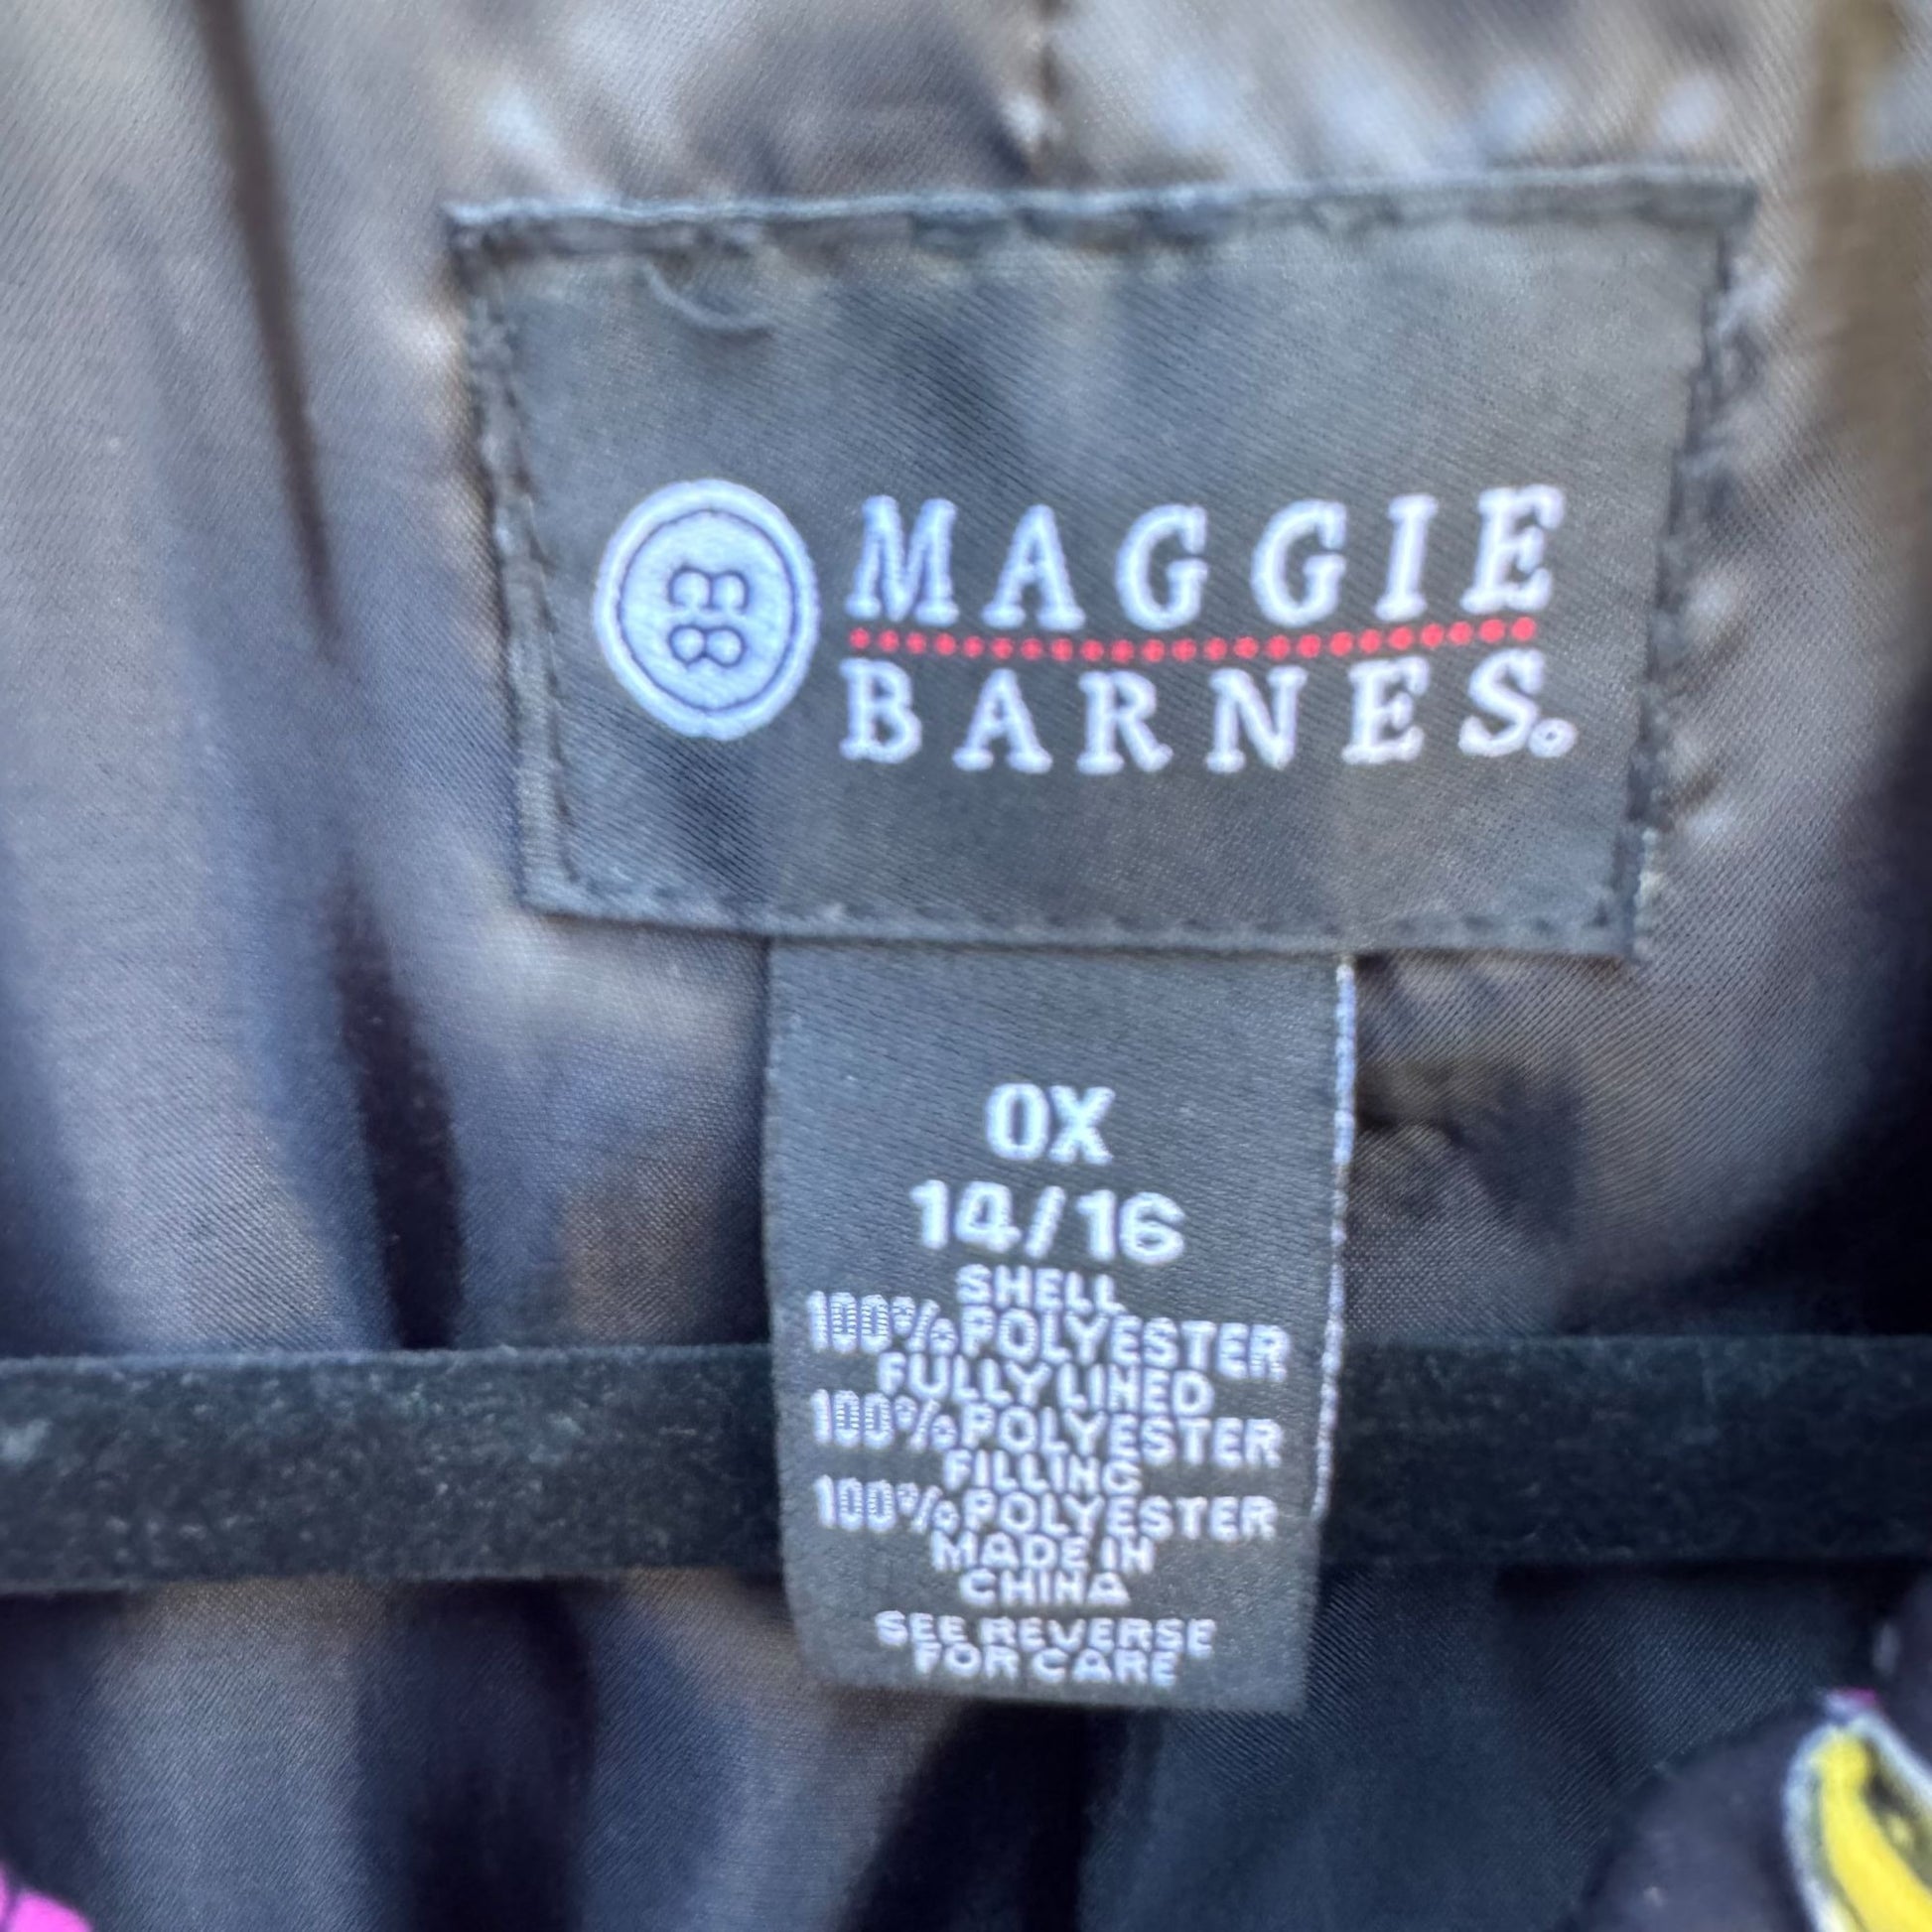 MAGGIE
BARNES
0X
14/16
SHELL
100% POLYESTER
FULLY LINED
100% POLYESTER
FILLING
100% POLYESTER
MADE IN
CHINA
SEE REVERSE
FOR CARE